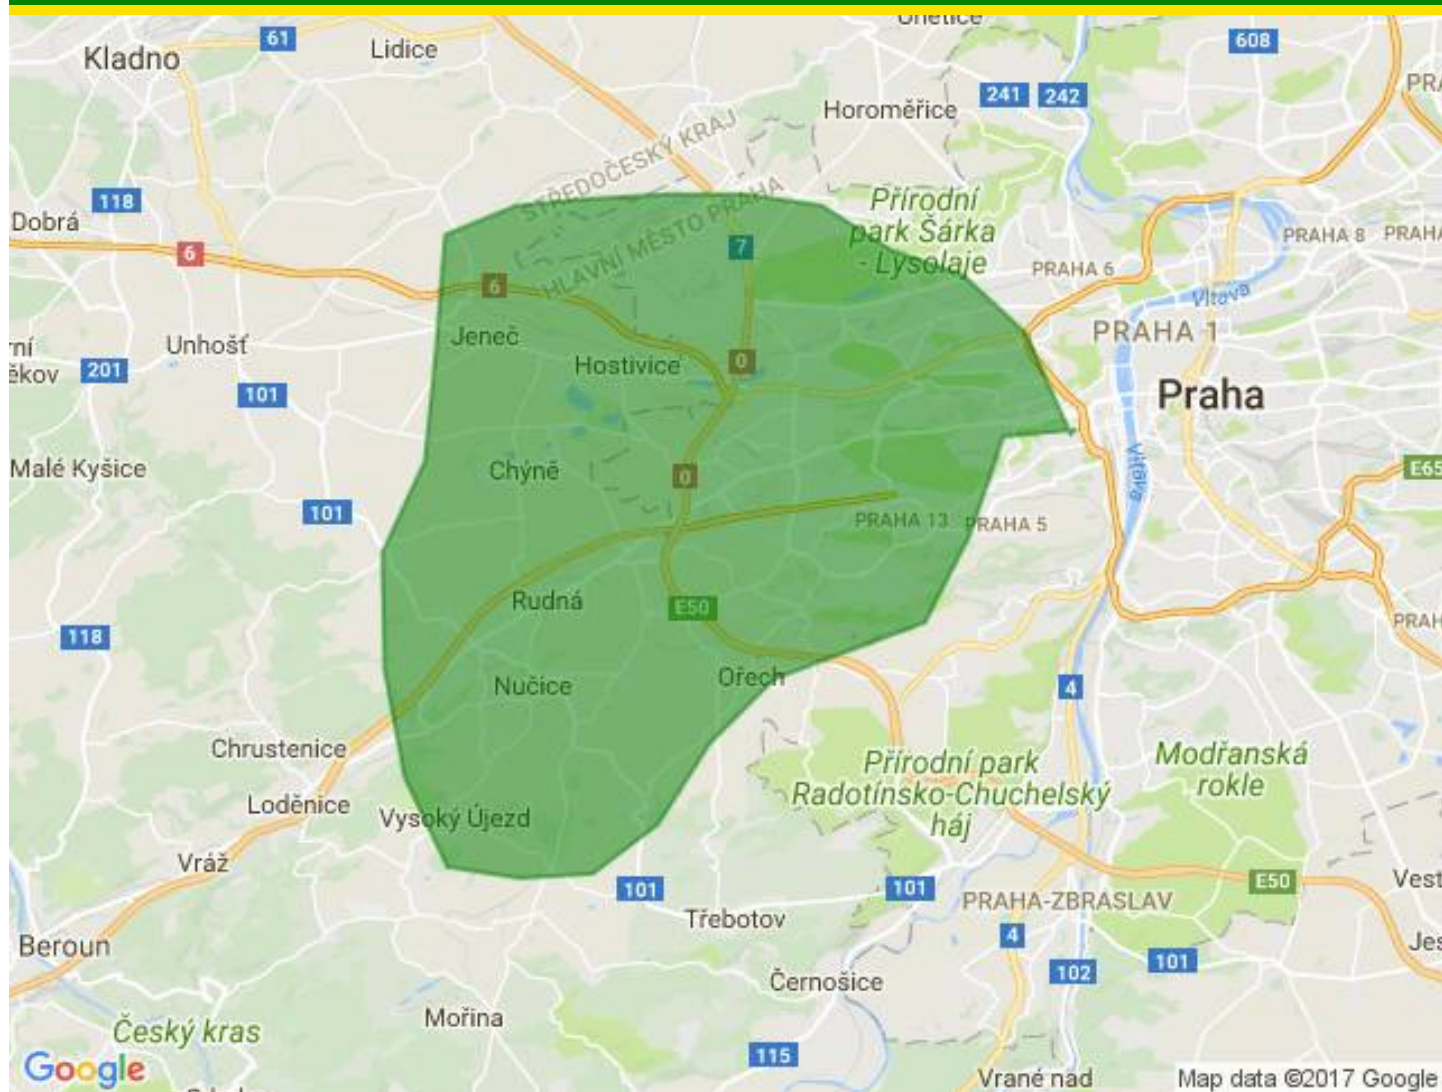 Kladno
61
Lidice
608
Horoměřice
241
242
STŘEDOČESKÝ KRAJ
HLAVNÍ MĚSTO PRAHA
118
Dobrá
6
7
6
Přírodní
park Šárka
- Lysolaje
PRAHA 8
PRAHA 6
Vltava
Jeneč
Unhošť
Hostivice
0
PRAHA 1
201
101
Praha
Malé Kyšice
Chýně
0
Vltava
E65
101
PRAHA 13
PRAHA 5
Rudná
E50
118
Nučice
Ořech
4
Chrustenice
Přírodní park
Radotínsko-Chuchelský
háj
Modřanská
rokle
Loděnice
Vysoký Újezd
Vráž
101
101
E50
PRAHA-ZBRASLAV
Třebotov
Beroun
4
101
102
Černošice
Mořina
Český kras
115
Google
Vrané nad
Map data ©2017 Google